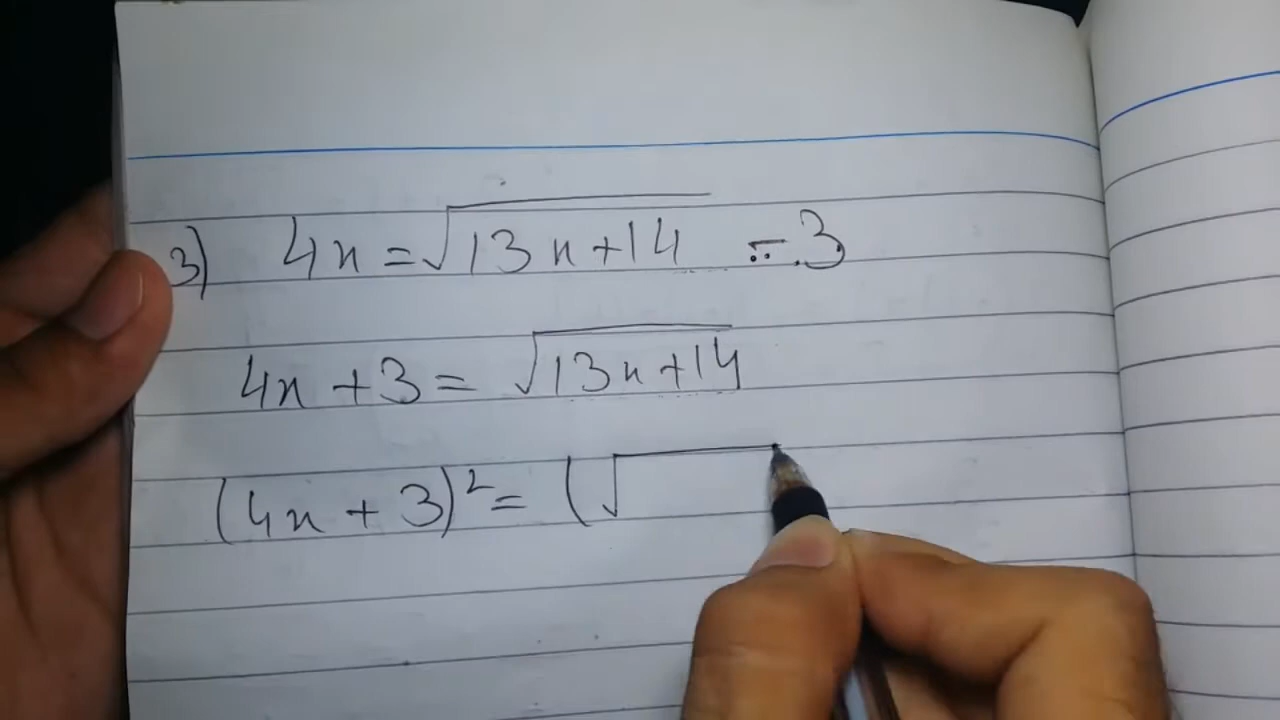 3) 4x = √13x+14 - 3
4x + 3 = √13x+14
(4x + 3)² = (√